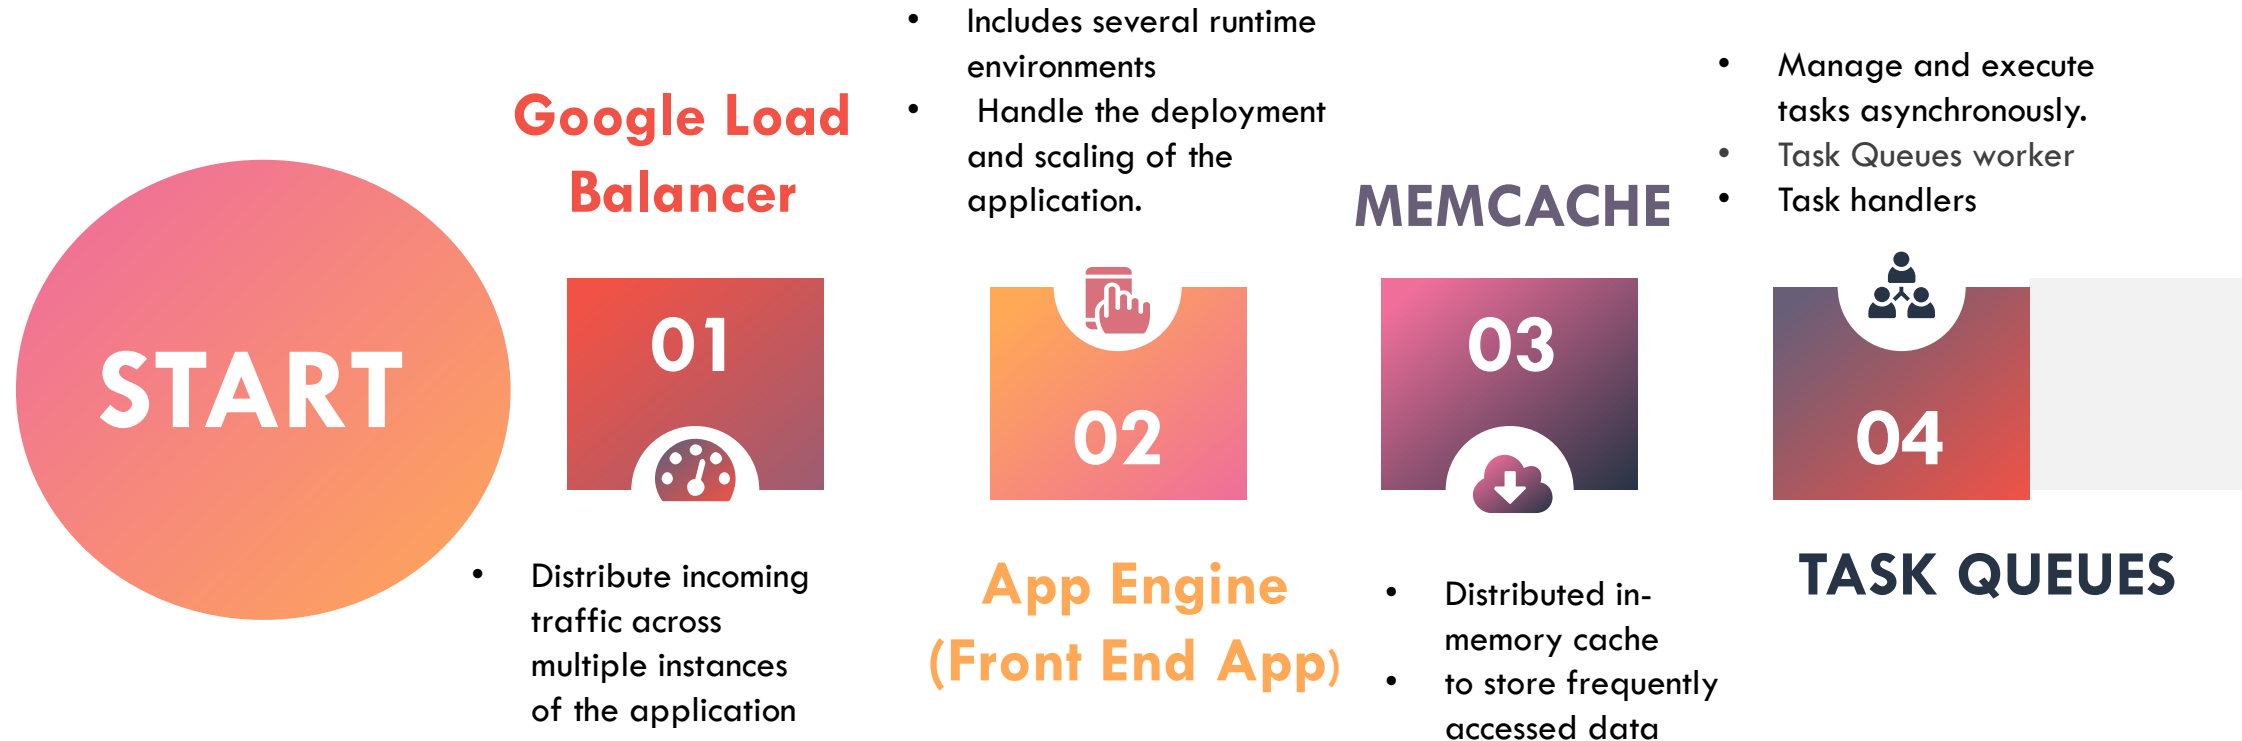 START
Google Load
Balancer
01
• Distribute incoming
traffic across
multiple instances
of the application
• Includes several runtime
environments
• Handle the deployment
and scaling of the
application.
02
App Engine
(Front End App)
MEMCACHE
03
• Distributed in-
memory cache
• to store frequently
accessed data
• Manage and execute
tasks asynchronously.
• Task Queues worker
• Task handlers
04
TASK QUEUES